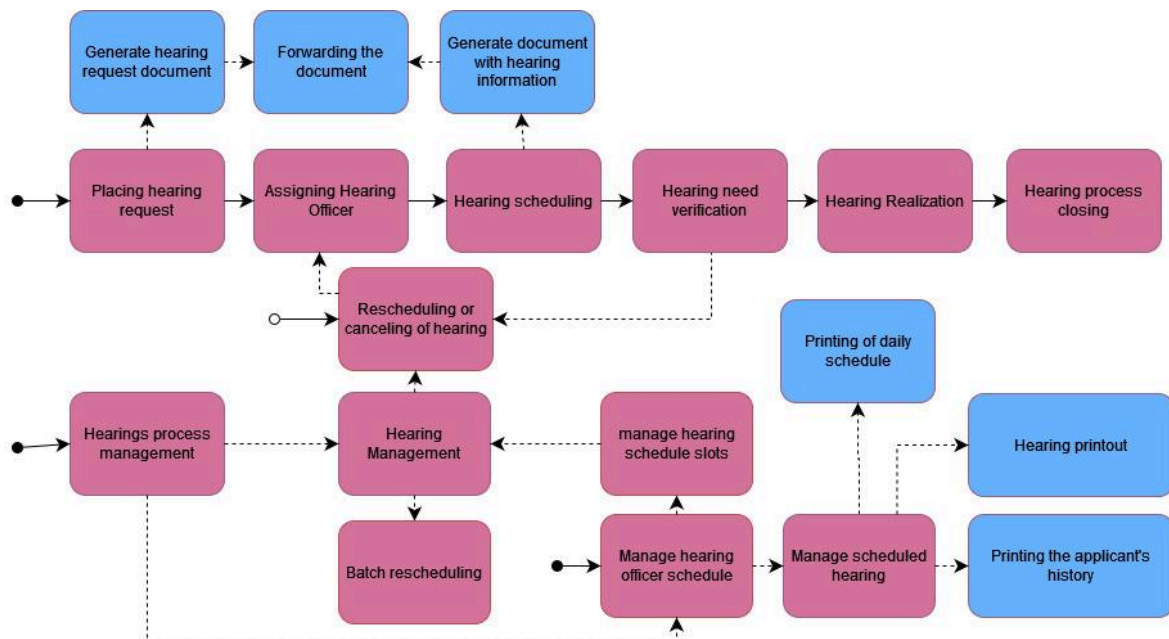 Generate hearing
request document
Forwarding the
document
Generate document
with hearing
information
Placing hearing
request
Assigning Hearing
Officer
Hearing scheduling
Hearing need
verification
Hearing Realization
Hearing process
closing
Rescheduling or
canceling of hearing
Printing of daily
schedule
Hearings process
management
Hearing
Management
manage hearing
schedule slots
Hearing printout
Batch rescheduling
Manage hearing
officer schedule
Manage scheduled
hearing
Printing the applicant's
history